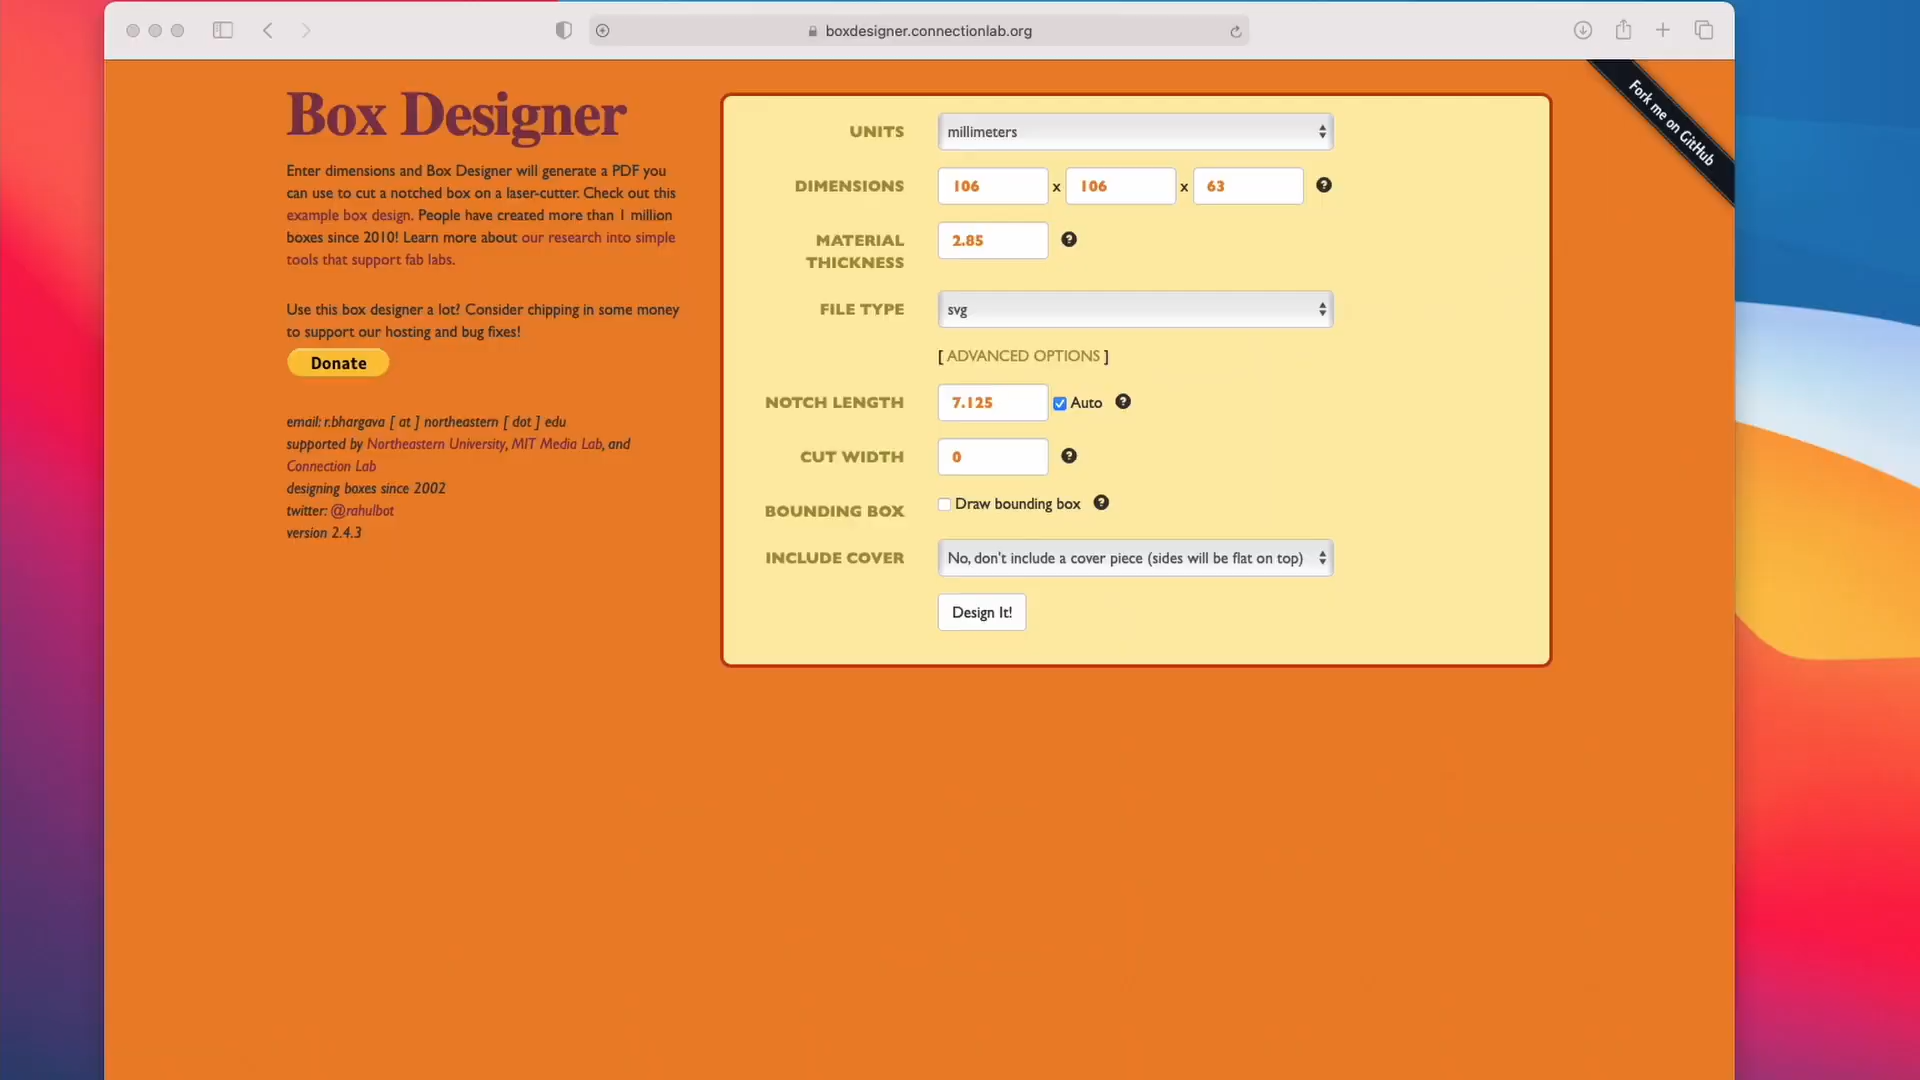 boxdesigner.connectionlab.org
Fork me on GitHub
Box Designer
Enter dimensions and Box Designer will generate a PDF you
can use to cut a notched box on a laser-cutter. Check out this
example box design. People have created more than 1 million
boxes since 2010! Learn more about our research into simple
tools that support fab labs.
Use this box designer a lot? Consider chipping in some money
to support our hosting and bug fixes!
Donate
email: r.bhargava [ at ] northeastern [ dot ] edu
supported by Northeastern University, MIT Media Lab, and
Connection Lab
designing boxes since 2002
twitter: @rahulbot
version 2.4.3
UNITS millimeters
DIMENSIONS 106 x 106 x 63 ?
MATERIAL THICKNESS 2.85 ?
FILE TYPE svg
[ ADVANCED OPTIONS ]
NOTCH LENGTH 7.125 Auto ?
CUT WIDTH 0 ?
BOUNDING BOX Draw bounding box ?
INCLUDE COVER No, don't include a cover piece (sides will be flat on top)
Design It!